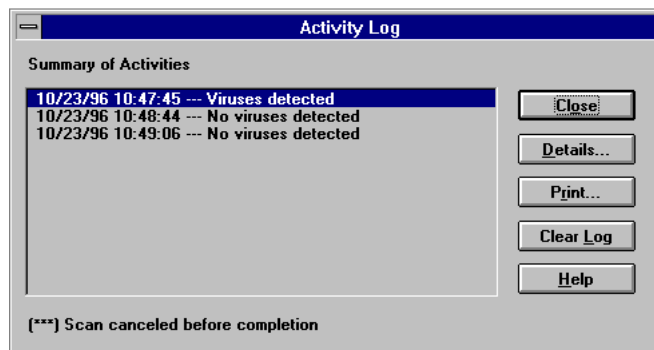 Activity Log
Summary of Activities
10/23/96 10:47:45 --- Viruses detected
10/23/96 10:48:44 --- No viruses detected
10/23/96 10:49:06 --- No viruses detected
Close
Details...
Print...
Clear Log
Help
(***) Scan canceled before completion